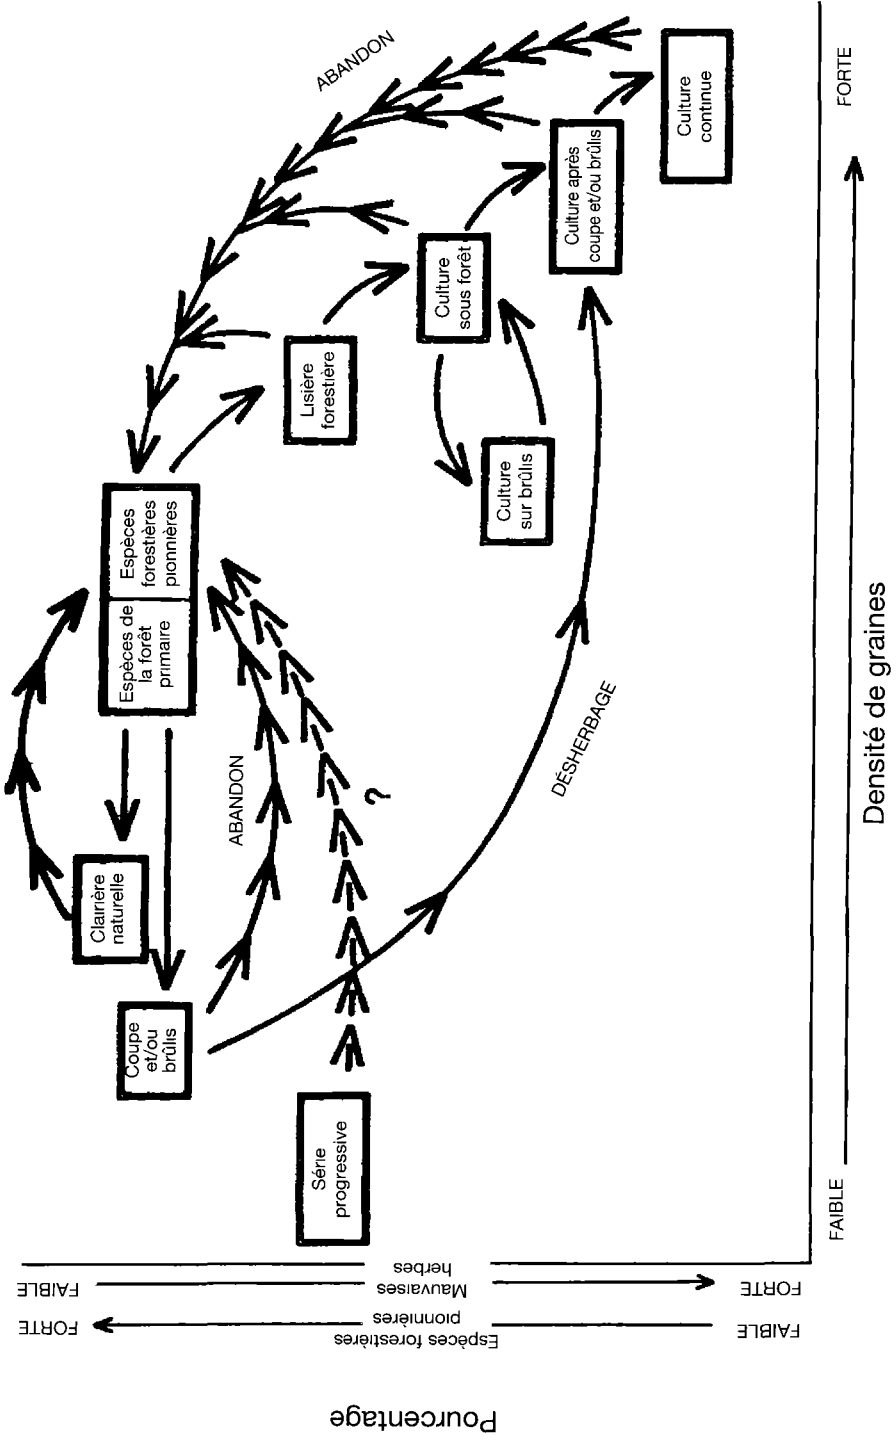 Pourcentage
Espèces forestières
pionnières
FORTE
FAIBLE
Mauvaises
herbes
FAIBLE
FORTE
Clairière
naturelle
Coupe
et/ou
brûlis
Série
progressive
Espèces de
la forêt
primaire
Espèces
forestières
pionnières
ABANDON
?
DÉSHERBAGE
Lisière
forestière
Culture
sur brûlis
Culture
sous forêt
Culture après
coupe et/ou brûlis
Culture
continue
ABANDON
FAIBLE
FORTE
Densité de graines